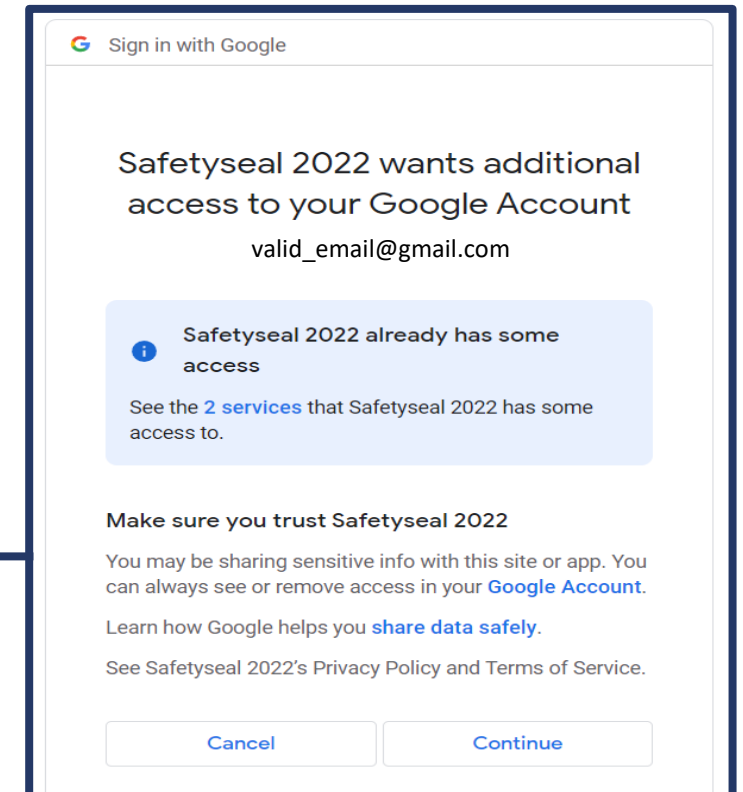 Sign in with Google
Safetyseal 2022 wants additional
access to your Google Account
valid_email@gmail.com
Safetyseal 2022 already has some
access
See the 2 services that Safetyseal 2022 has some
access to.
Make sure you trust Safetyseal 2022
You may be sharing sensitive info with this site or app. You
can always see or remove access in your Google Account.
Learn how Google helps you share data safely.
See Safetyseal 2022’s Privacy Policy and Terms of Service.
Cancel
Continue